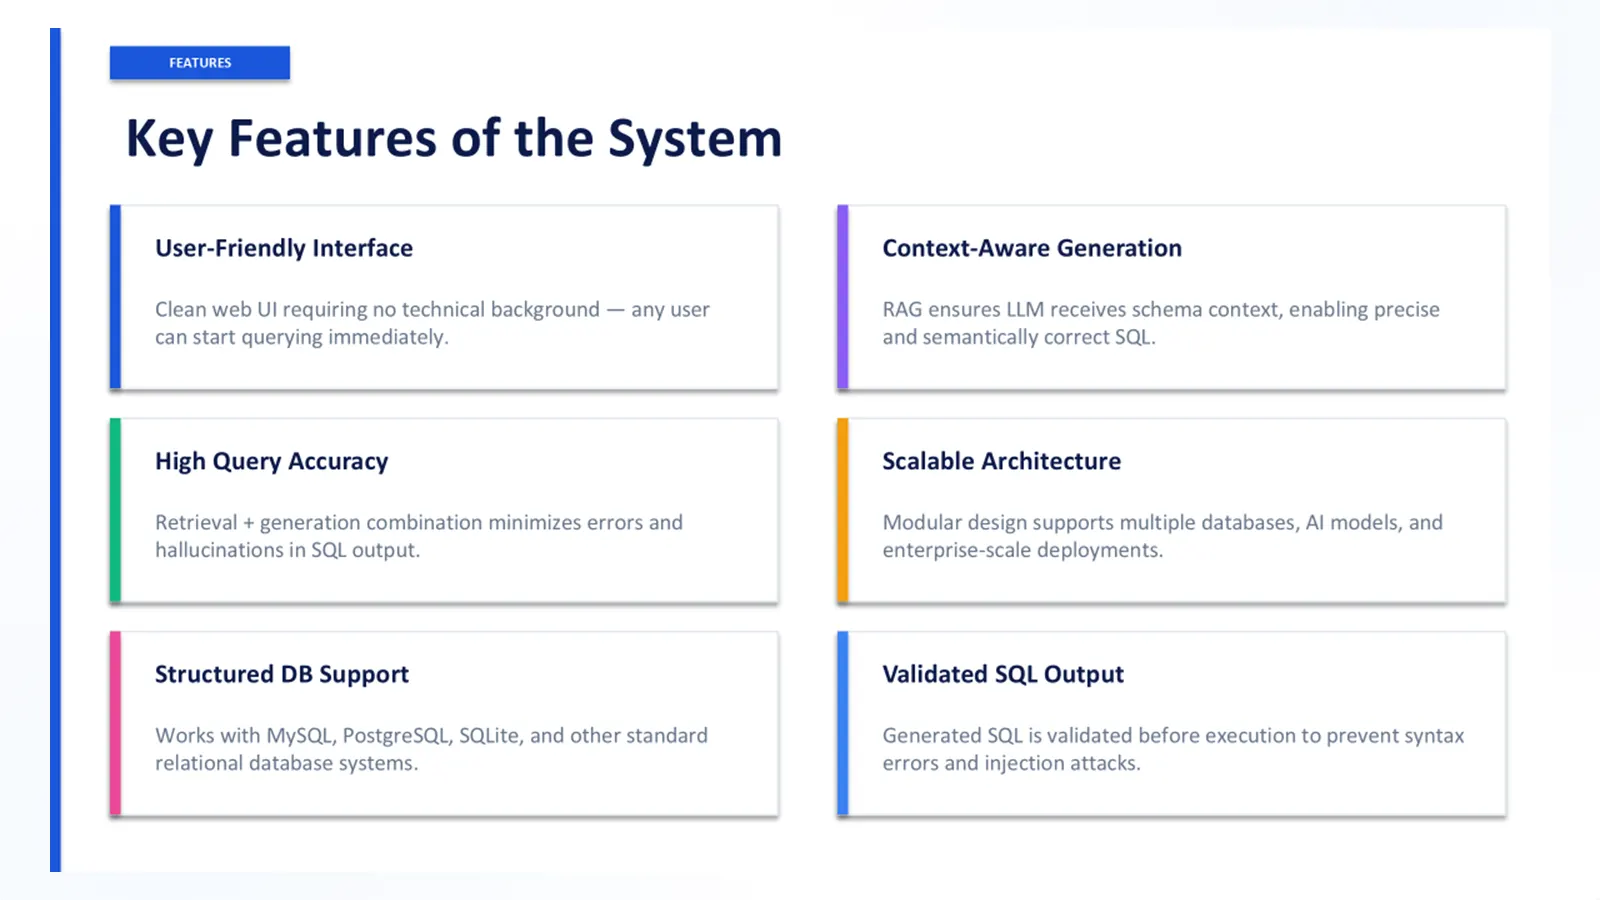 FEATURES
Key Features of the System
User-Friendly Interface
Clean web UI requiring no technical background — any user
can start querying immediately.
Context-Aware Generation
RAG ensures LLM receives schema context, enabling precise
and semantically correct SQL.
High Query Accuracy
Retrieval + generation combination minimizes errors and
hallucinations in SQL output.
Scalable Architecture
Modular design supports multiple databases, AI models, and
enterprise-scale deployments.
Structured DB Support
Works with MySQL, PostgreSQL, SQLite, and other standard
relational database systems.
Validated SQL Output
Generated SQL is validated before execution to prevent syntax
errors and injection attacks.